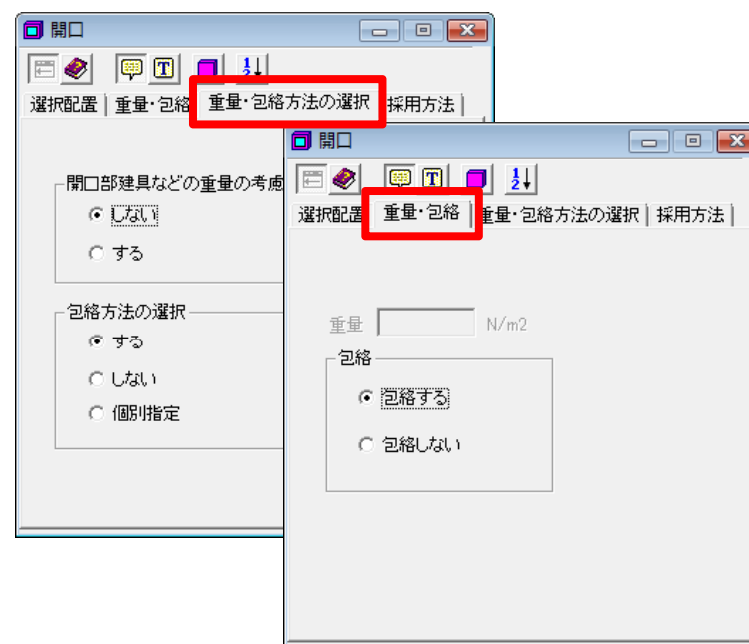 開口
選択配置 重量・包絡 重量・包絡方法の選択 採用方法
開口部建具などの重量の考慮
しない
する
包絡方法の選択
する
しない
個別指定
開口
選択配置 重量・包絡 重量・包絡方法の選択 採用方法
重量 N/m2
包絡
包絡する
包絡しない